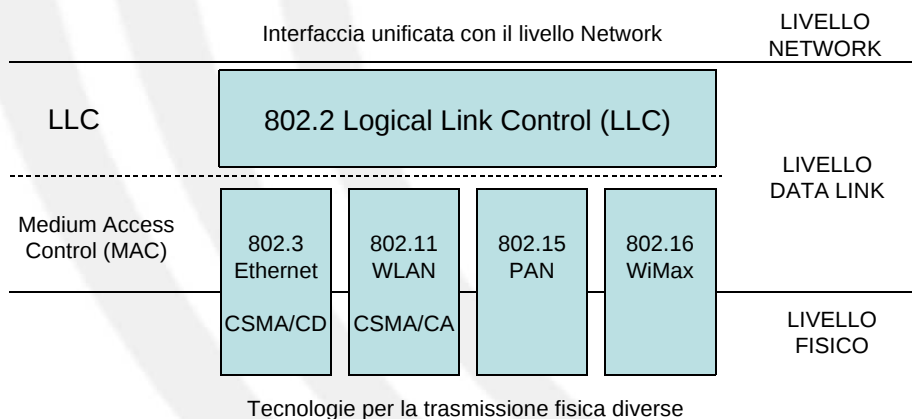 Interfaccia unificata con il livello Network
LIVELLO
NETWORK
LLC
802.2 Logical Link Control (LLC)
LIVELLO
DATA LINK
Medium Access
Control (MAC)
802.3
Ethernet
CSMA/CD
802.11
WLAN
CSMA/CA
802.15
PAN
802.16
WiMax
LIVELLO
FISICO
Tecnologie per la trasmissione fisica diverse